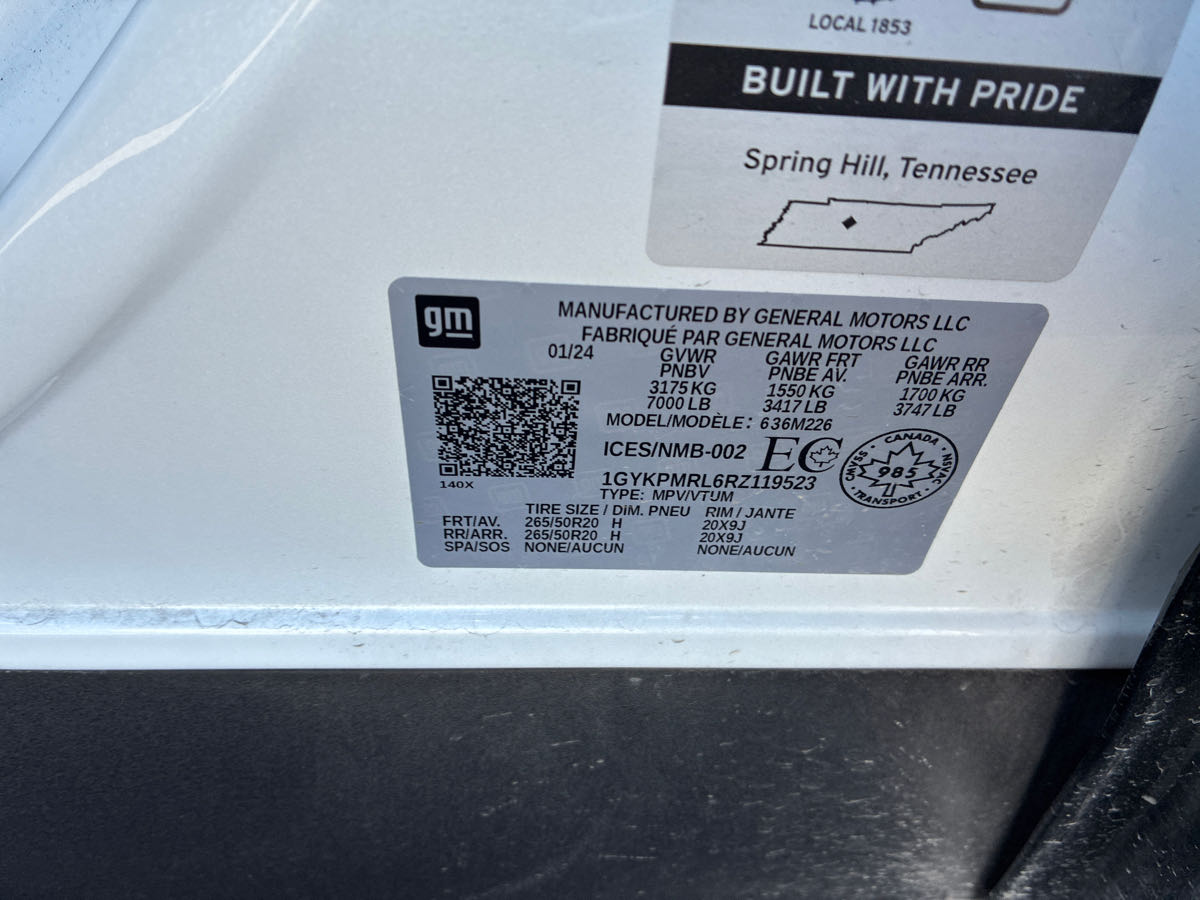 LOCAL 1853
BUILT WITH PRIDE
Spring Hill, Tennessee
gm
MANUFACTURED BY GENERAL MOTORS LLC
FABRIQUÉ PAR GENERAL MOTORS LLC
01/24 GVWR GAWR FRT GAWR RR
PNBV PNBE AV. PNBE ARR.
3175 KG 1550 KG 1700 KG
7000 LB 3417 LB 3747 LB
MODEL/MODÈLE: 636M226
ICES/NMB-002 EC
CANADA
NSVAC
985
SVAMC
TRANSPORT
140X
1GYKPMRL6RZ119523
TYPE: MPV/VTUM
TIRE SIZE / DIM. PNEU RIM / JANTE
FRT/AV. 265/50R20 H 20X9J
RR/ARR. 265/50R20 H 20X9J
SPA/SOS NONE/AUCUN NONE/AUCUN